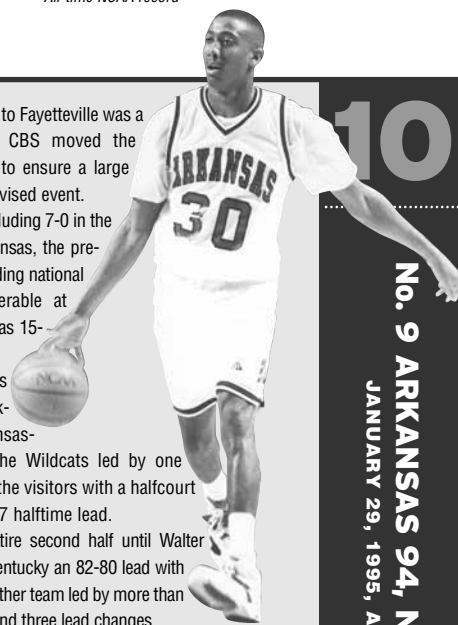 All-time NCAA record
to Fayetteville was a
CBS moved the
to ensure a large
vised event.
luding 7-0 in the
nsas, the pre-
ding national
erable at
as 15-
s
k-
nsas-
he Wildcats led by one
the visitors with a halfcourt
7 halftime lead.
tire second half until Walter
entucky an 82-80 lead with
ther team led by more than
nd three lead changes
ARKANSAS
30
10
No. 9 ARKANSAS 94, N
JANUARY 29, 1995, A